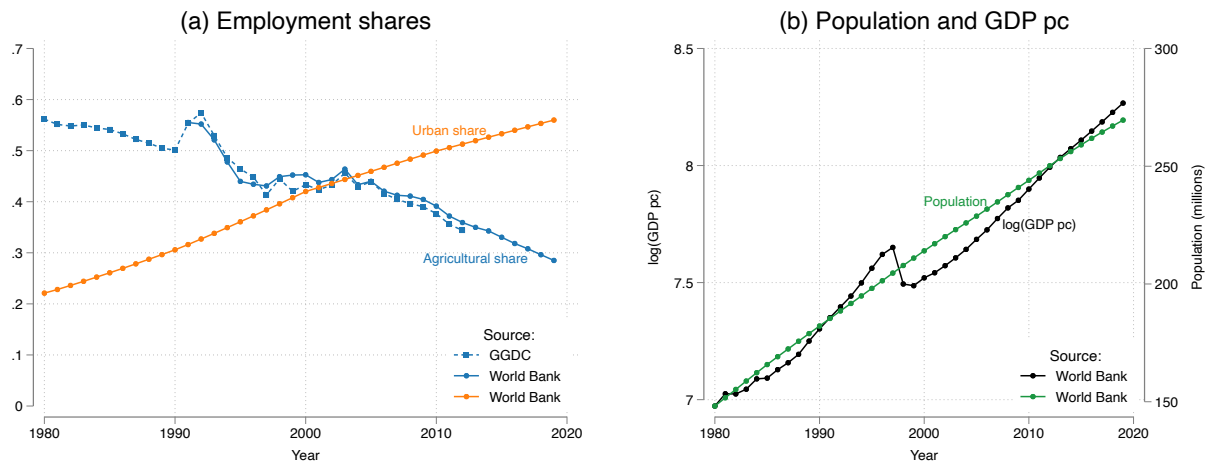 (a) Employment shares
.7
.6
.5
.4
.3
.2
.1
0
Urban share
Agricultural share
Source:
GGDC
World Bank
World Bank
1980
1990
2000
2010
2020
Year
(b) Population and GDP pc
8.5
8
7.5
7
log(GDP pc)
Population
log(GDP pc)
300
250
200
150
Population (millions)
Source:
World Bank
World Bank
1980
1990
2000
2010
2020
Year